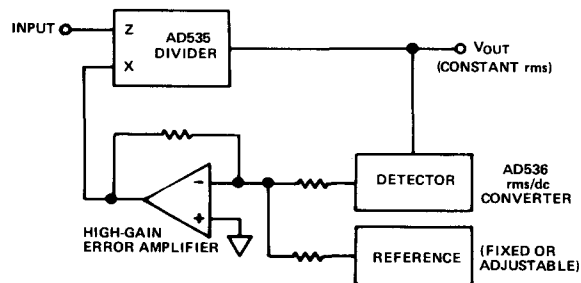 INPUT
Z
X
AD535
DIVIDER
VOUT
(CONSTANT rms)
DETECTOR
AD536
rms/dc
CONVERTER
−
+
HIGH-GAIN
ERROR AMPLIFIER
REFERENCE
(FIXED OR
ADJUSTABLE)